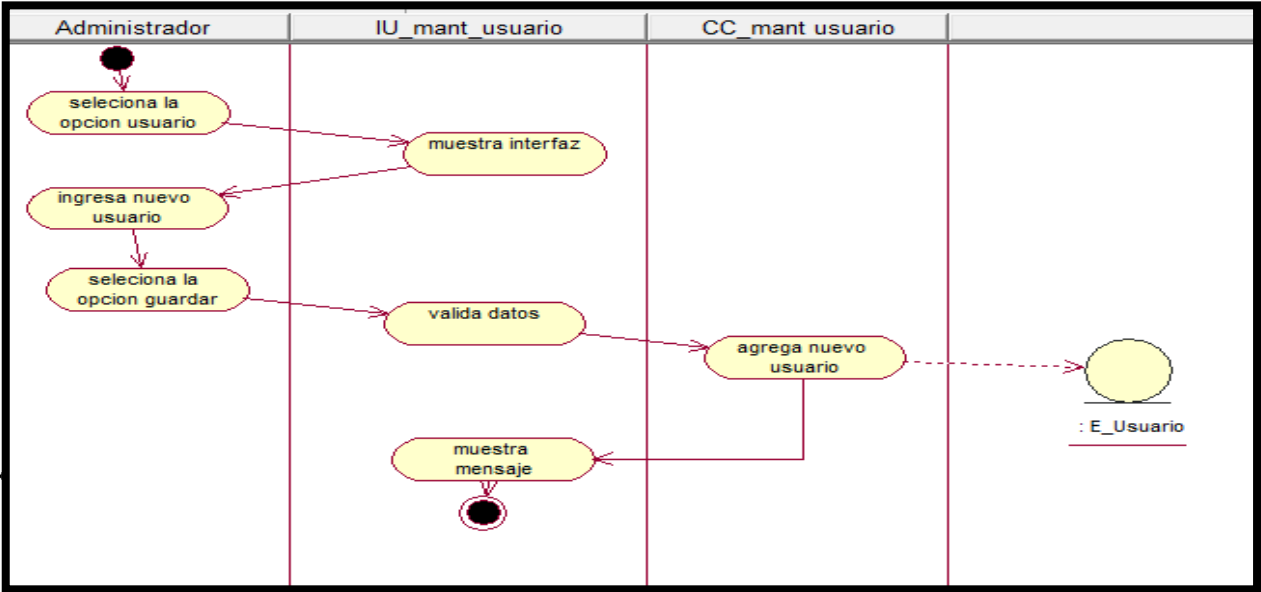 Administrador
IU_mant_usuario
CC_mant usuario
seleciona la
opcion usuario
muestra interfaz
ingresa nuevo
usuario
seleciona la
opcion guardar
valida datos
agrega nuevo
usuario
: E_Usuario
muestra
mensaje